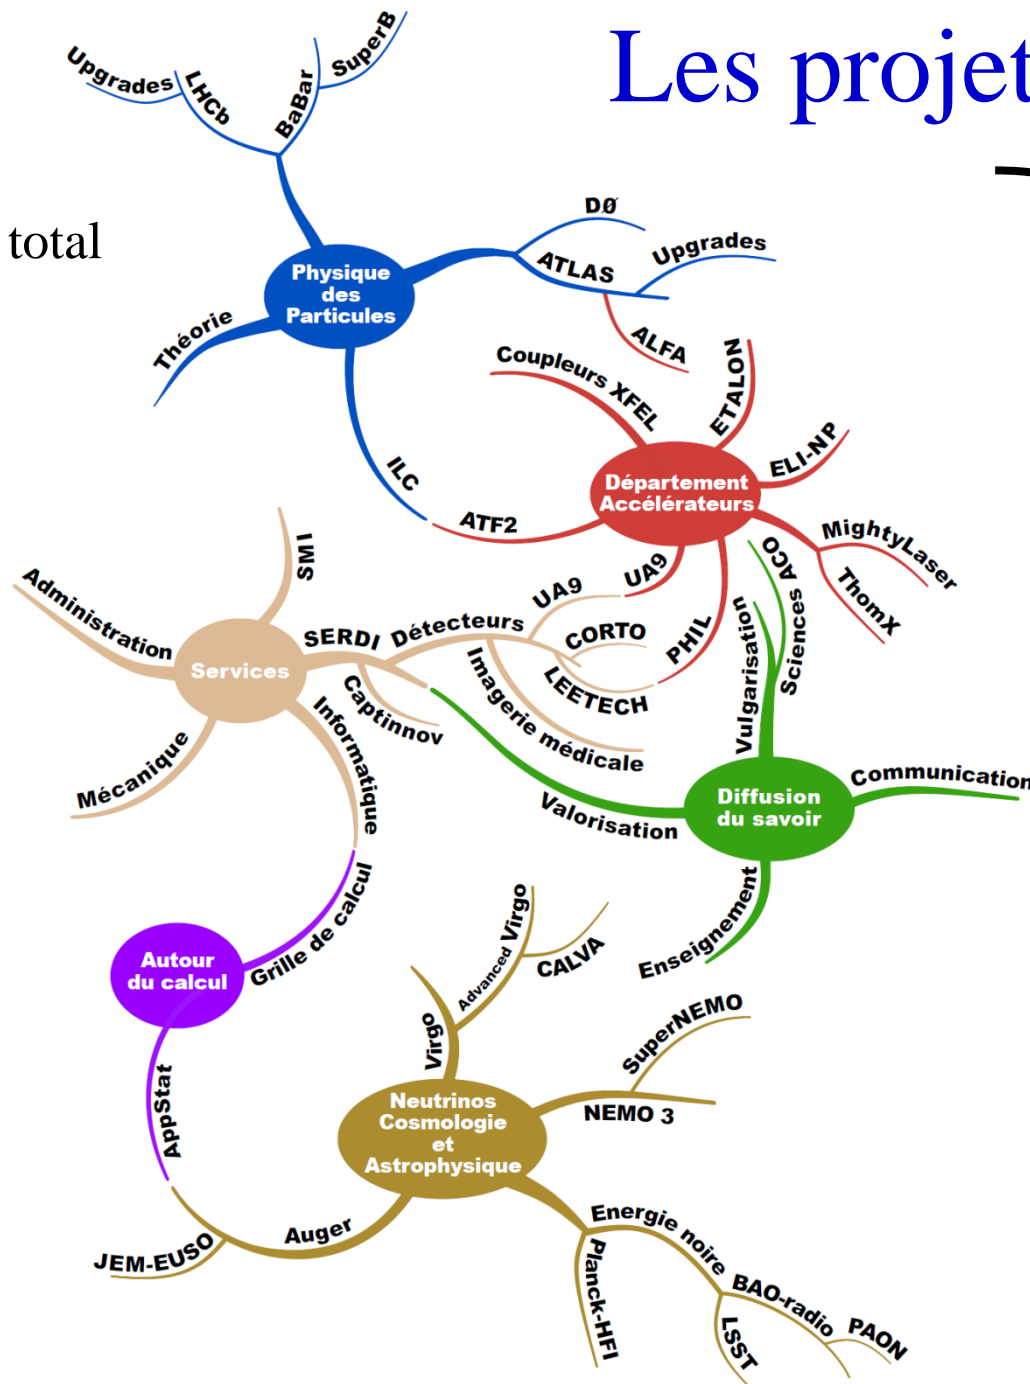 Les projet
total
Upgrades
LHCb
BaBar
SuperB
Physique
des
Particules
Théorie
DØ
ATLAS
Upgrades
ALFA
ILC
ATF2
Coupleurs XFEL
ETALON
ELI-NP
Département
Accélérateurs
MightyLaser
ThomX
UA9
PHIL
Administration
SMI
Services
SERDI
Détecteurs
UA9
CORTO
LEETECH
Imagerie médicale
Captinnov
Informatique
Mécanique
Sciences ACO
Vulgarisation
Diffusion
du savoir
Communication
Valorisation
Enseignement
Grille de calcul
Autour
du calcul
AppStat
Virgo
Advanced Virgo
CALVA
SuperNEMO
NEMO 3
Neutrinos
Cosmologie
et
Astrophysique
Auger
JEM-EUSO
Energie noire
Planck-HFI
BAO-radio
PAON
LSST